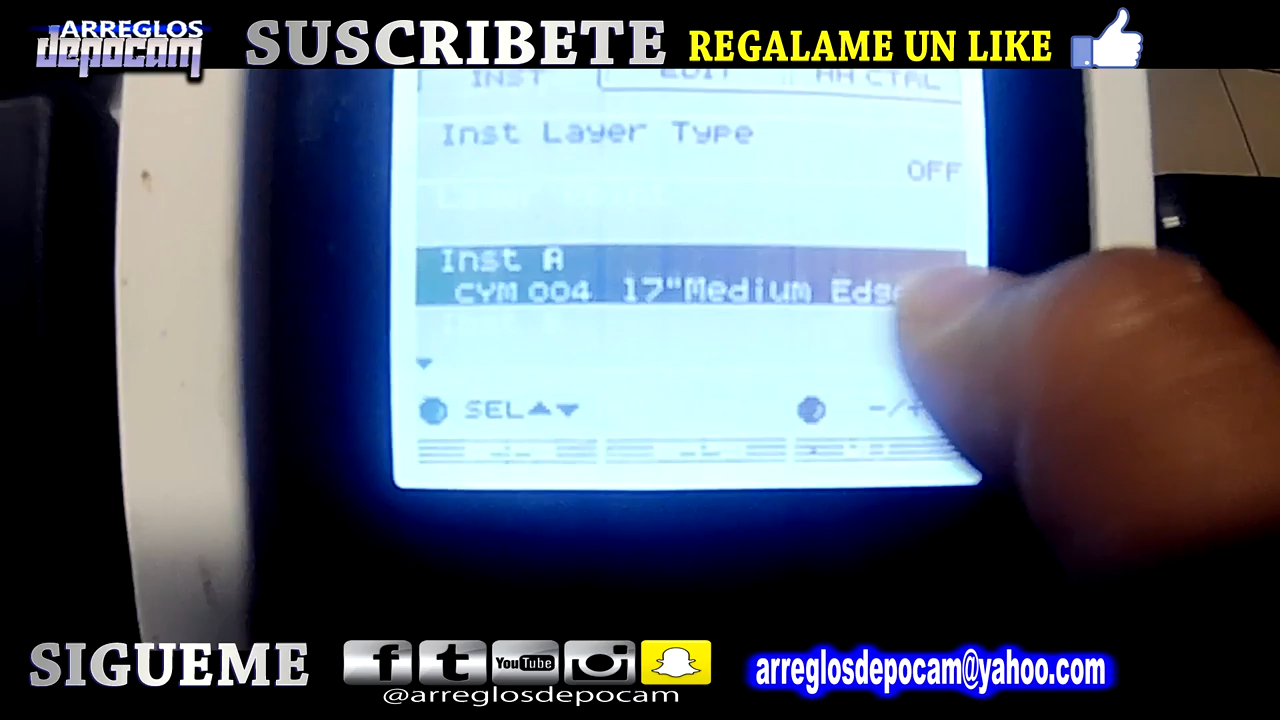 ARREGLOS
depocam
SUSCRIBETE
REGALAME UN LIKE
INST
EDIT
HH CTRL
Inst Layer Type
OFF
Inst A
CYM 004 17"Medium Edge
SEL▲▼
-/+
SIGUEME
f
t
YouTube
@arreglosdepocam
arreglosdepocam@yahoo.com